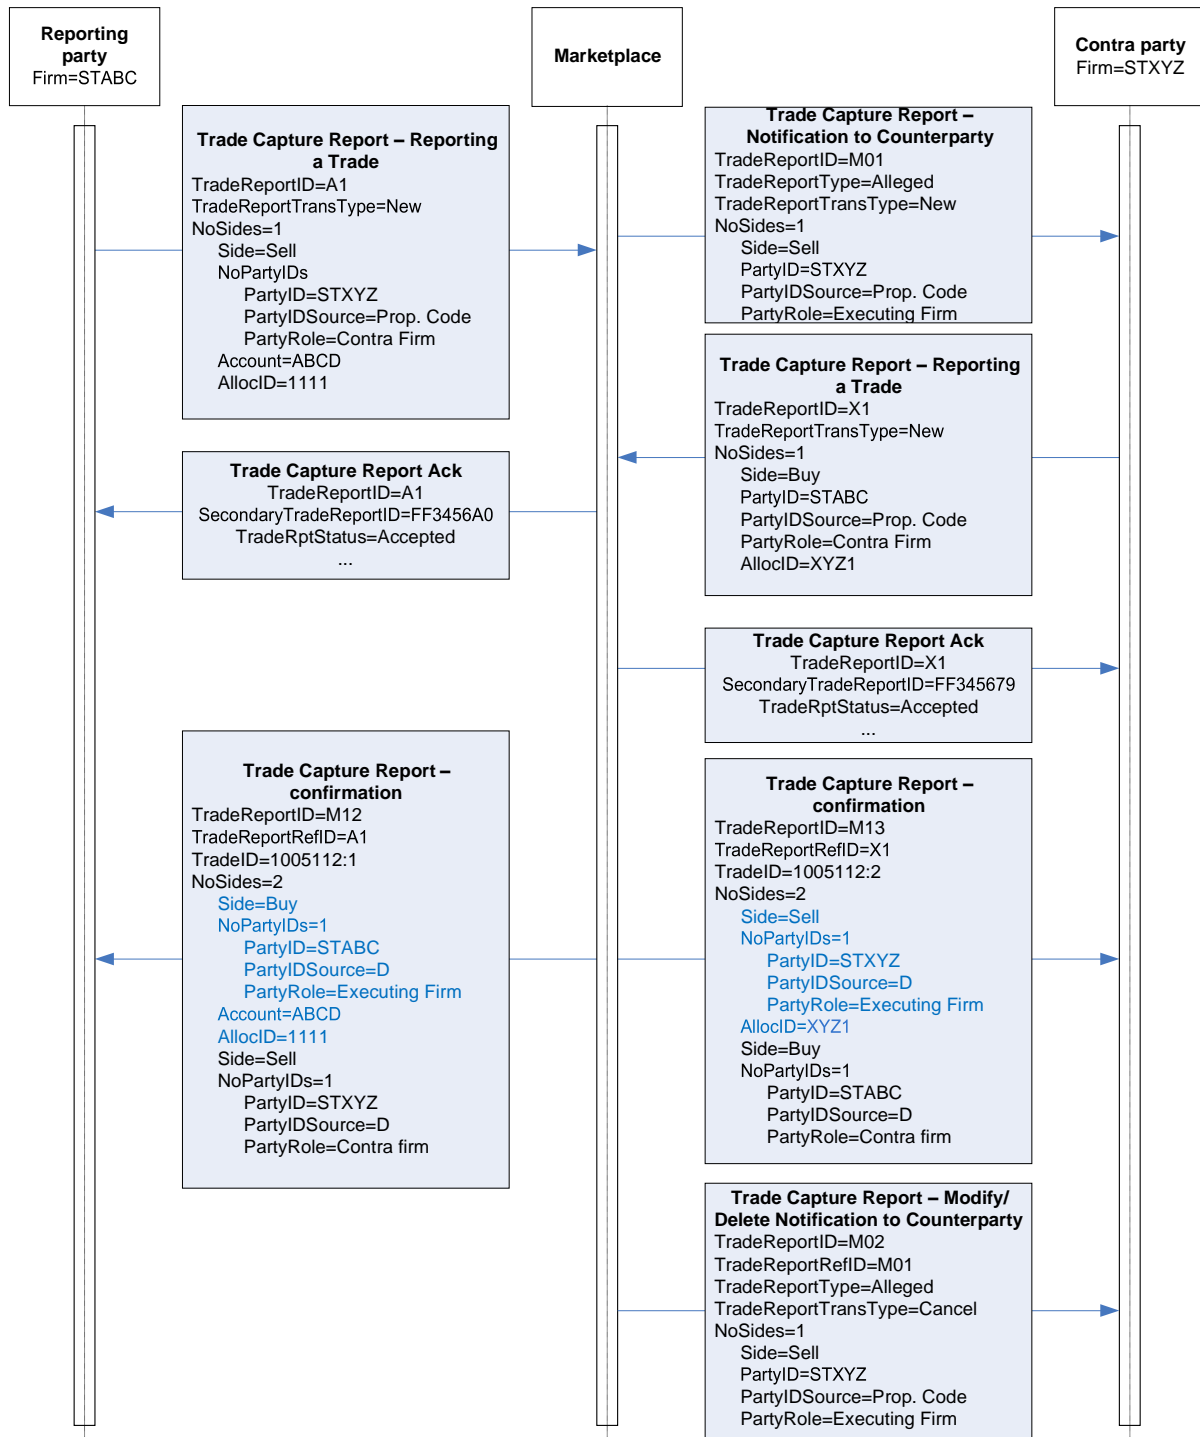 Reporting
party
Firm=STABC
Marketplace
Contra party
Firm=STXYZ
Trade Capture Report – Reporting
a Trade
TradeReportID=A1
TradeReportTransType=New
NoSides=1
Side=Sell
NoPartyIDs
PartyID=STXYZ
PartyIDSource=Prop. Code
PartyRole=Contra Firm
Account=ABCD
AllocID=1111
Trade Capture Report –
Notification to Counterparty
TradeReportID=M01
TradeReportType=Alleged
TradeReportTransType=New
NoSides=1
Side=Sell
PartyID=STXYZ
PartyIDSource=Prop. Code
PartyRole=Executing Firm
Trade Capture Report – Reporting
a Trade
TradeReportID=X1
TradeReportTransType=New
NoSides=1
Side=Buy
PartyID=STABC
PartyIDSource=Prop. Code
PartyRole=Contra Firm
AllocID=XYZ1
Trade Capture Report Ack
TradeReportID=A1
SecondaryTradeReportID=FF3456A0
TradeRptStatus=Accepted
...
Trade Capture Report Ack
TradeReportID=X1
SecondaryTradeReportID=FF345679
TradeRptStatus=Accepted
...
Trade Capture Report –
confirmation
TradeReportID=M12
TradeReportRefID=A1
TradeID=1005112:1
NoSides=2
Side=Buy
NoPartyIDs=1
PartyID=STABC
PartyIDSource=D
PartyRole=Executing Firm
Account=ABCD
AllocID=1111
Side=Sell
NoPartyIDs=1
PartyID=STXYZ
PartyIDSource=D
PartyRole=Contra firm
Trade Capture Report –
confirmation
TradeReportID=M13
TradeReportRefID=X1
TradeID=1005112:2
NoSides=2
Side=Sell
NoPartyIDs=1
PartyID=STXYZ
PartyIDSource=D
PartyRole=Executing Firm
AllocID=XYZ1
Side=Buy
NoPartyIDs=1
PartyID=STABC
PartyIDSource=D
PartyRole=Contra firm
Trade Capture Report – Modify/
Delete Notification to Counterparty
TradeReportID=M02
TradeReportRefID=M01
TradeReportType=Alleged
TradeReportTransType=Cancel
NoSides=1
Side=Sell
PartyID=STXYZ
PartyIDSource=Prop. Code
PartyRole=Executing Firm